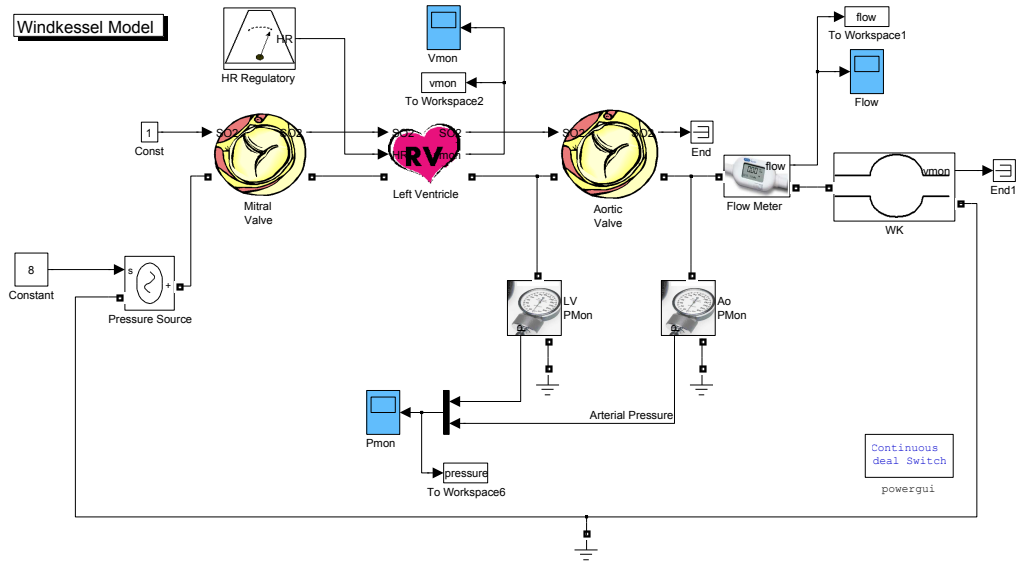 Windkessel Model
HR
HR Regulatory
Vmon
vmon
To Workspace2
flow
To Workspace1
Flow
1
Const
SO2
SO2
Mitral
Valve
SO2
SO2
HR
vmon
RV
Left Ventricle
SO2
SO2
Aortic
Valve
End
flow
Flow Meter
vmon
WK
End1
8
Constant
s
+
Pressure Source
LV
PMon
Ao
PMon
Arterial Pressure
Pmon
pressure
To Workspace6
Continuous
deal Switch
powergui